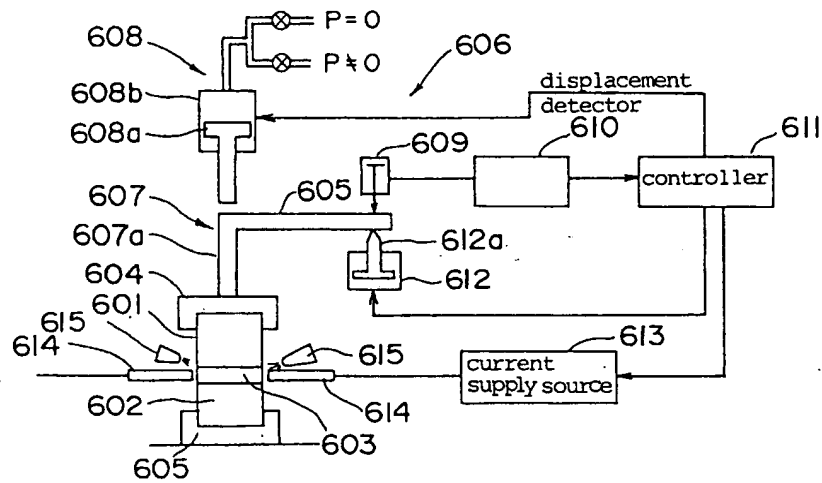 608
P=0
P≠0
606
608b
608a
displacement
detector
609
610
611
controller
605
607
607a
612a
612
604
601
615
614
615
613
current
supply source
614
602
603
605